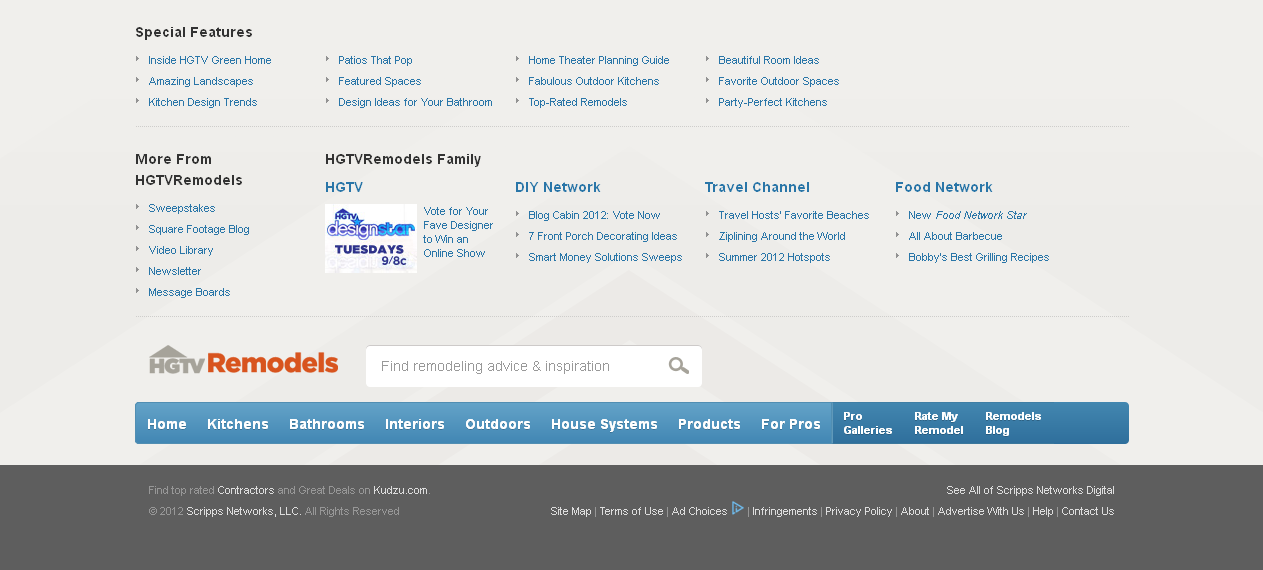 Special Features
Inside HGTV Green Home
Amazing Landscapes
Kitchen Design Trends
Patios That Pop
Featured Spaces
Design Ideas for Your Bathroom
Home Theater Planning Guide
Fabulous Outdoor Kitchens
Top-Rated Remodels
Beautiful Room Ideas
Favorite Outdoor Spaces
Party-Perfect Kitchens
More From
HGTVRemodels
Sweepstakes
Square Footage Blog
Video Library
Newsletter
Message Boards
HGTVRemodels Family
HGTV
HGTV
designstar
TUESDAYS
9/8c
Vote for Your
Fave Designer
to Win an
Online Show
DIY Network
Blog Cabin 2012: Vote Now
7 Front Porch Decorating Ideas
Smart Money Solutions Sweeps
Travel Channel
Travel Hosts' Favorite Beaches
Ziplining Around the World
Summer 2012 Hotspots
Food Network
New Food Network Star
All About Barbecue
Bobby's Best Grilling Recipes
HGTV Remodels
Find remodeling advice & inspiration
Home Kitchens Bathrooms Interiors Outdoors House Systems Products For Pros
Pro
Galleries
Rate My
Remodel
Remodels
Blog
Find top rated Contractors and Great Deals on Kudzu.com.
© 2012 Scripps Networks, LLC. All Rights Reserved
See All of Scripps Networks Digital
Site Map | Terms of Use | Ad Choices | Infringements | Privacy Policy | About | Advertise With Us | Help | Contact Us